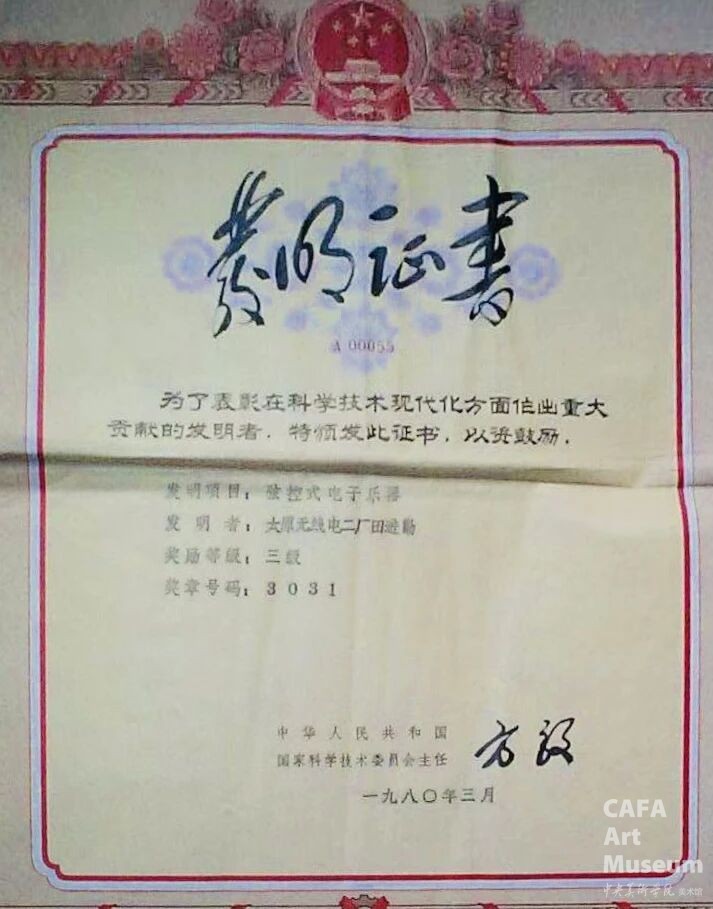 發明证書
A 00055
为了表彰在科学技术现代化方面作出重大
贡献的发明者，特颁发此证书，以资鼓励．
发明项目：弦控式电子乐器
发明者：太原无线电二厂田进勤
奖励等级：三级
奖章号码：3031
中华人民共和国
国家科学技术委员会主任 方毅
一九八〇年三月
CAFA
Art
Museum
中央美術学院 美术馆